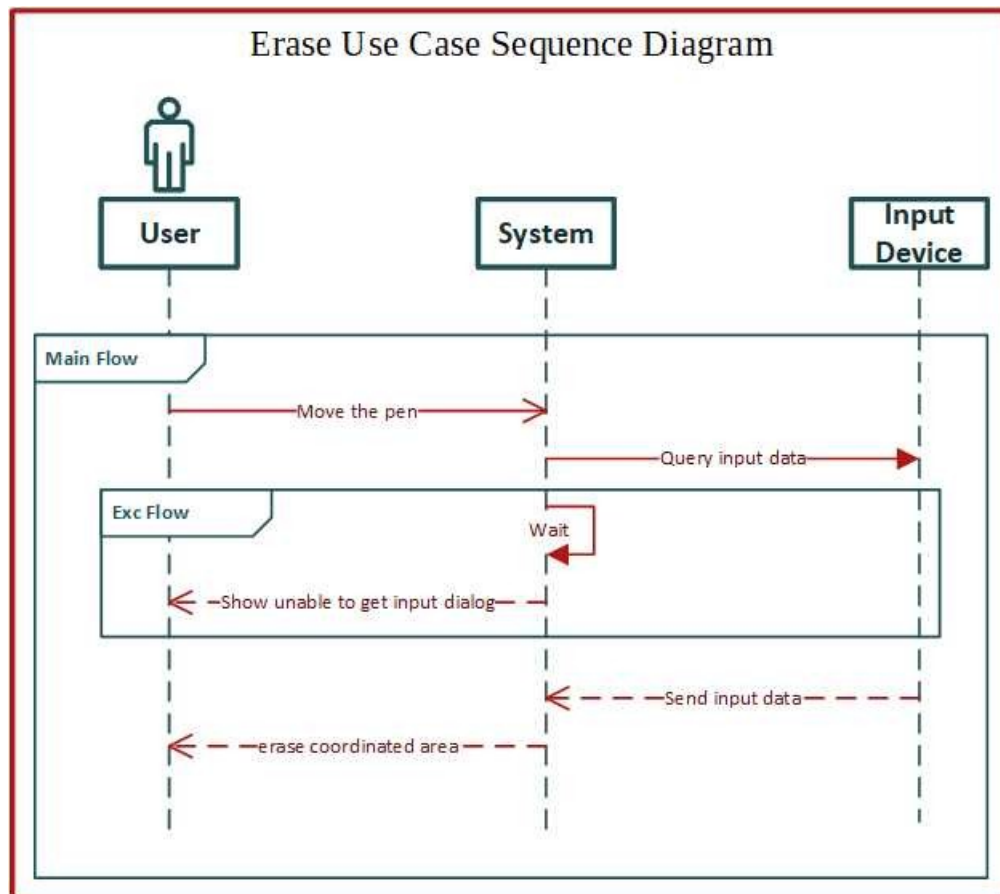 Erase Use Case Sequence Diagram
User
System
Input
Device
Main Flow
Move the pen
Query input data
Exc Flow
Wait
Show unable to get input dialog
Send input data
erase coordinated area